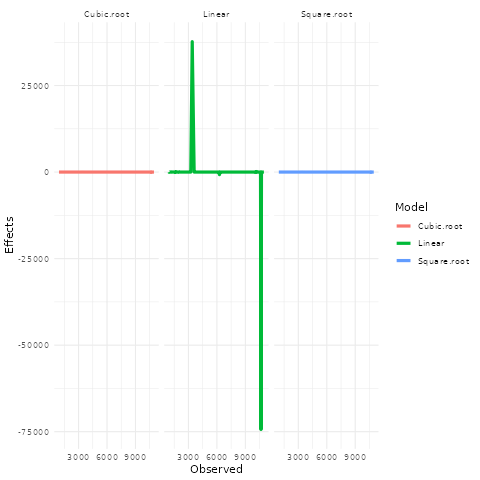 Cubic.root Linear Square.root
25000
0
-25000
-50000
-75000
Effects
3000 6000 9000 3000 6000 9000 3000 6000 9000
Observed
Model
Cubic.root
Linear
Square.root